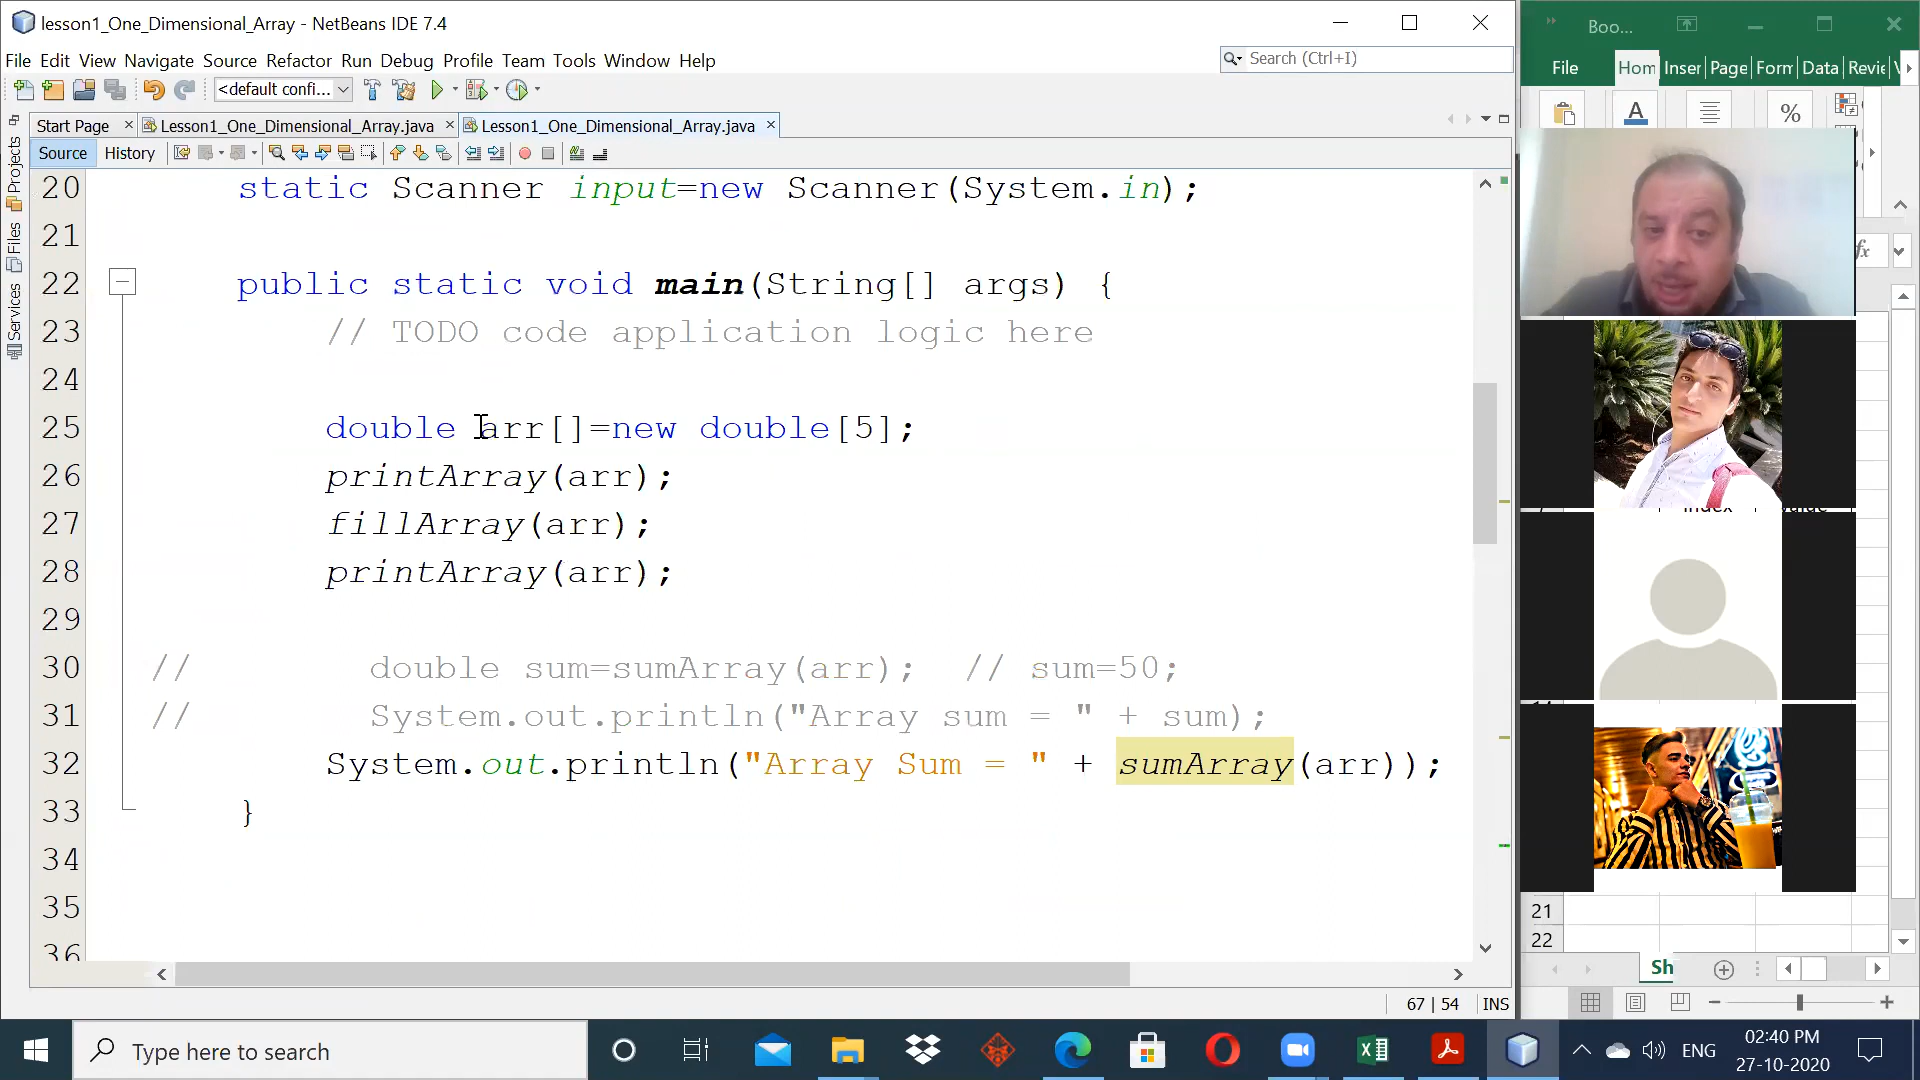 lesson1_One_Dimensional_Array - NetBeans IDE 7.4
File Edit View Navigate Source Refactor Run Debug Profile Team Tools Window Help
Search (Ctrl+I)
<default confi...
Start Page Lesson1_One_Dimensional_Array.java Lesson1_One_Dimensional_Array.java
Source History
Projects
Files
Services
20 static Scanner input=new Scanner(System.in);
21
22 public static void main(String[] args) {
23 // TODO code application logic here
24
25 double arr[]=new double[5];
26 printArray(arr);
27 fillArray(arr);
28 printArray(arr);
29
30 // double sum=sumArray(arr); // sum=50;
31 // System.out.println("Array sum = " + sum);
32 System.out.println("Array Sum = " + sumArray(arr));
33 }
34
35
36
67 | 54 INS
Boo...
File Hom Inser Page Form Data Revie
A %
fx
21
22
Sh
Type here to search
ENG
02:40 PM
27-10-2020